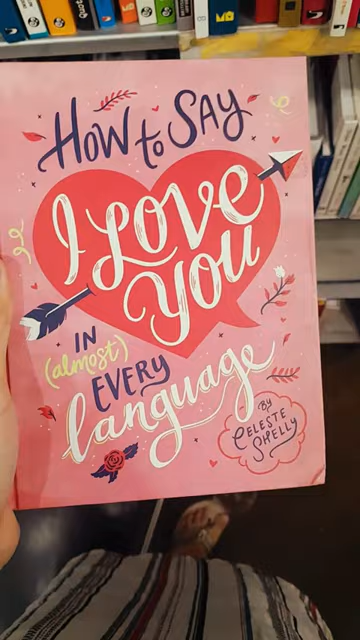 How to SAY
I Love
You
IN
(almost)
EVERY
language
BY
CELESTE
SHELLY